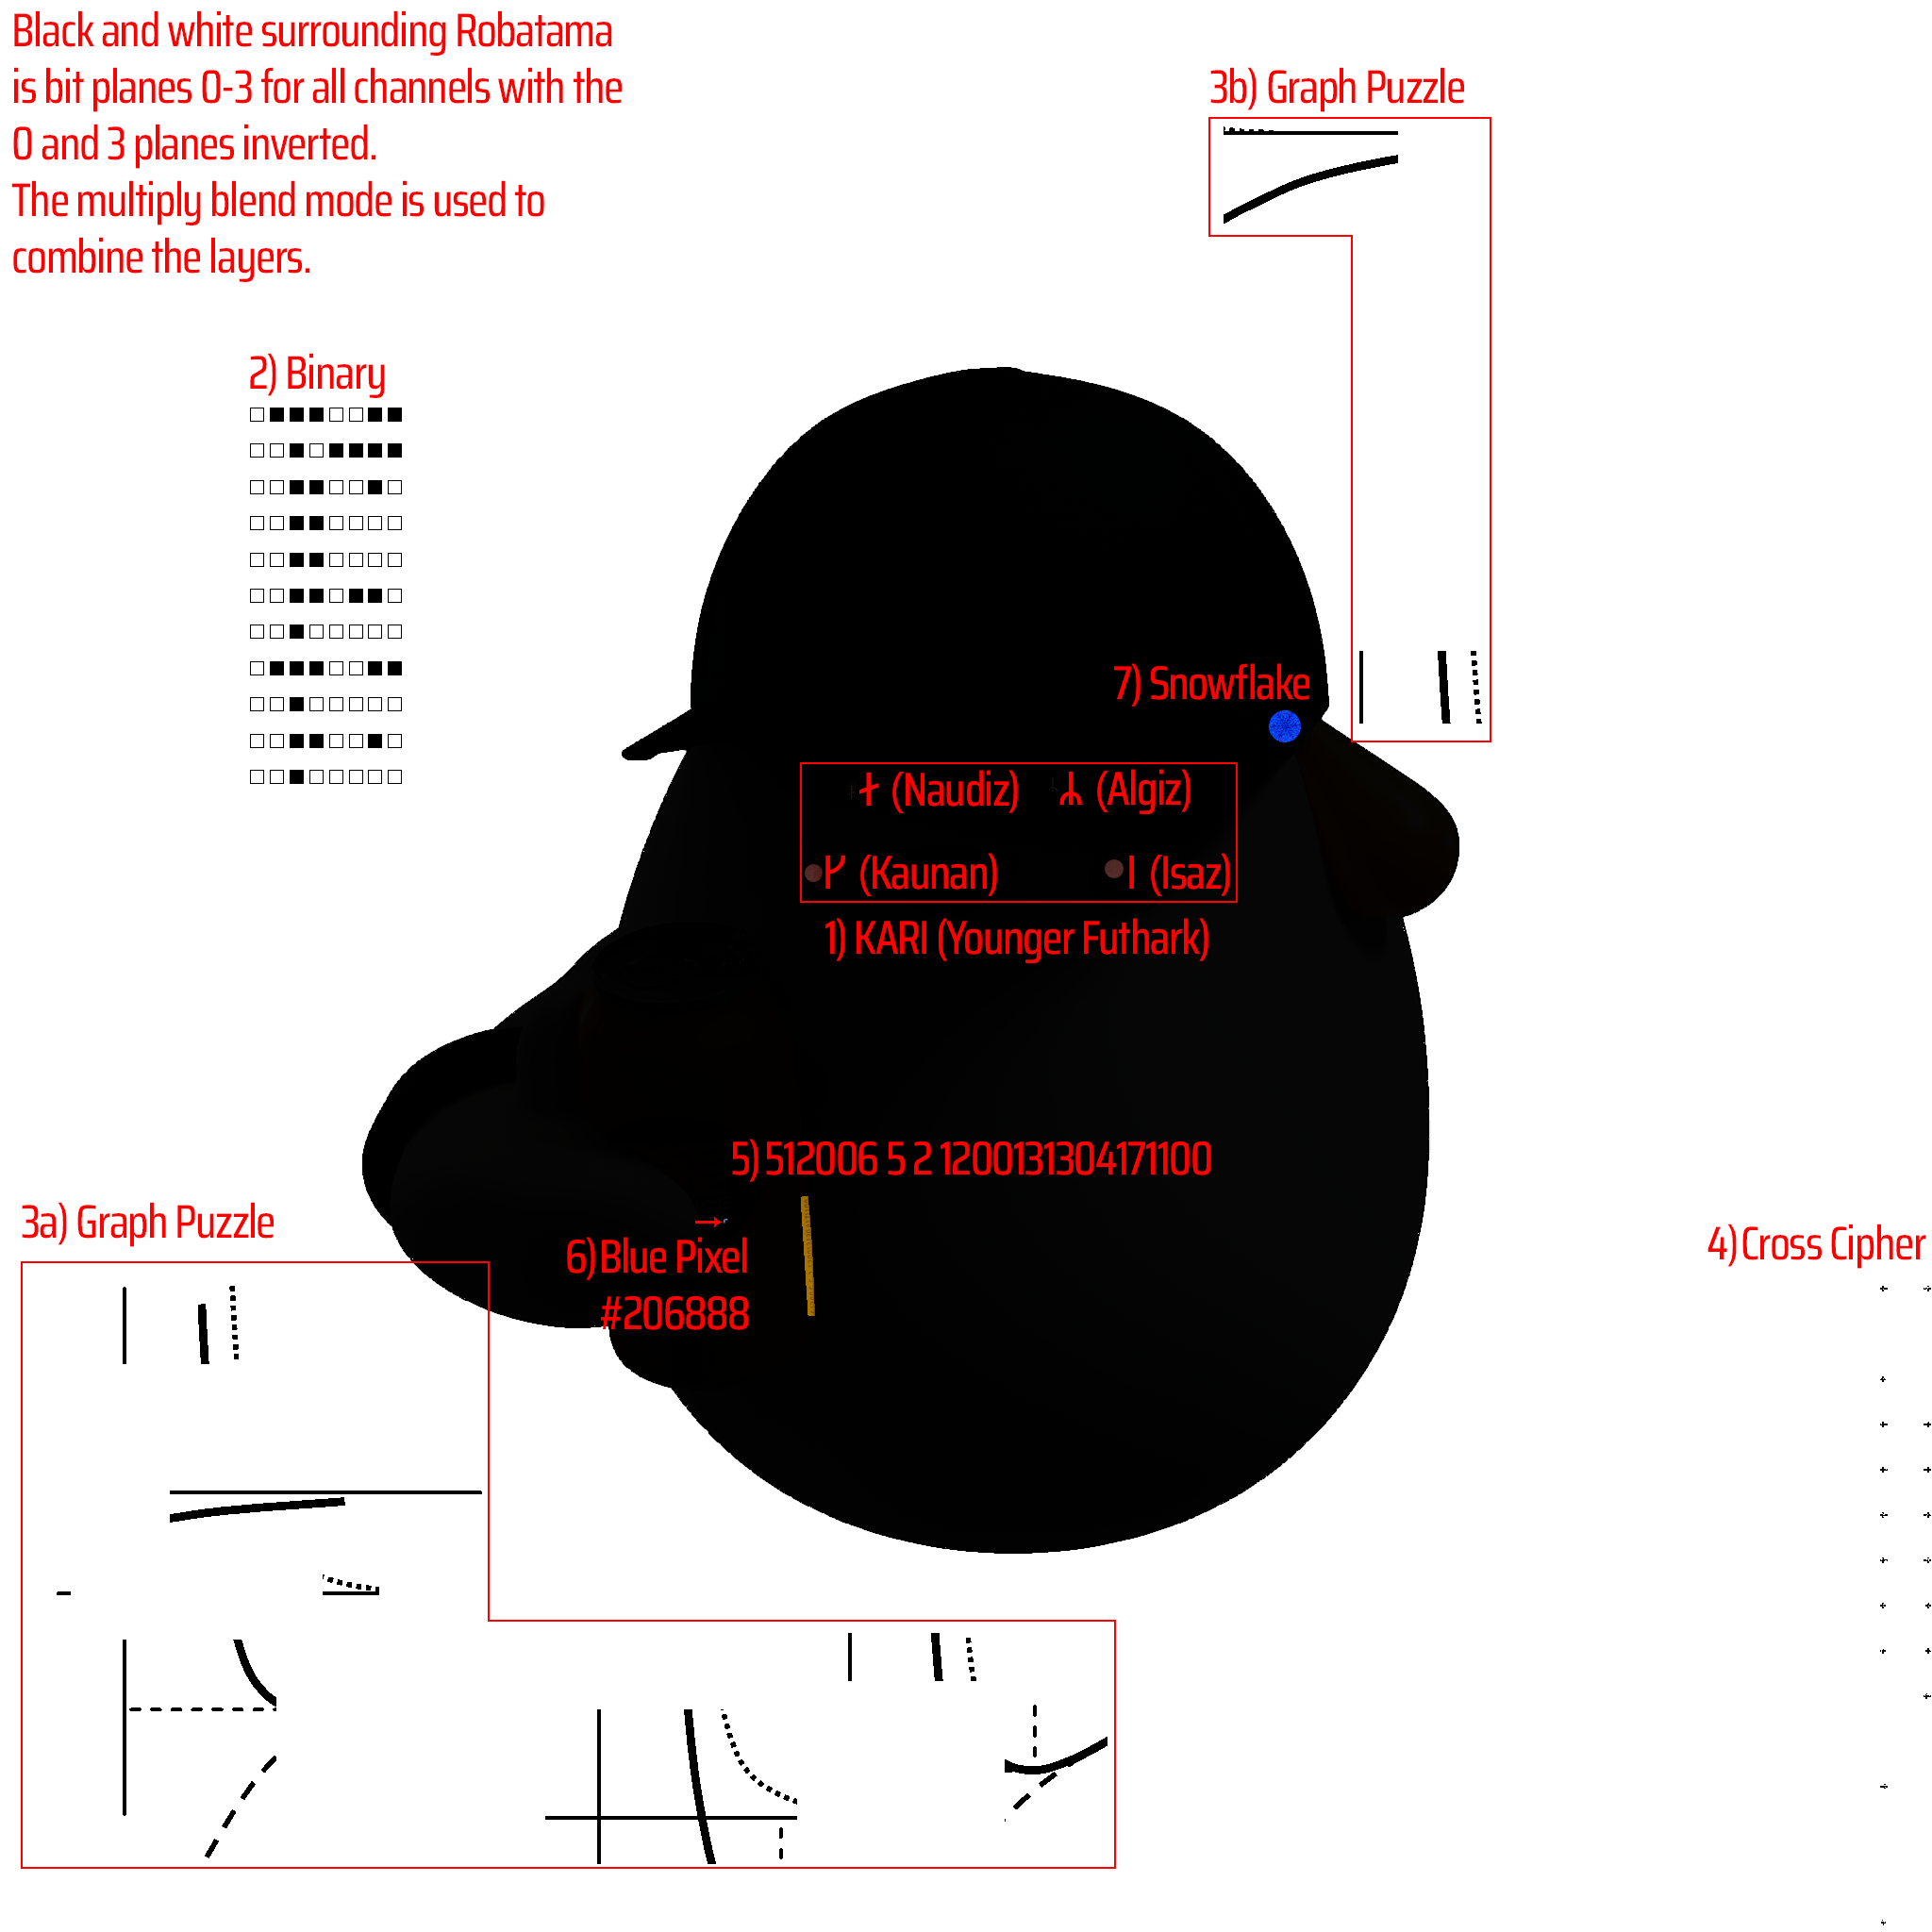 Black and white surrounding Robatama
is bit planes 0-3 for all channels with the
0 and 3 planes inverted.
The multiply blend mode is used to
combine the layers.
3b) Graph Puzzle
2) Binary
7) Snowflake
ᚾ (Naudiz) ᛦ (Algiz)
ᚴ (Kaunan) ᛁ (Isaz)
1) KARI (Younger Futhark)
5) 512006 5 2 1200131304171100
3a) Graph Puzzle
6) Blue Pixel
#206888
4) Cross Cipher